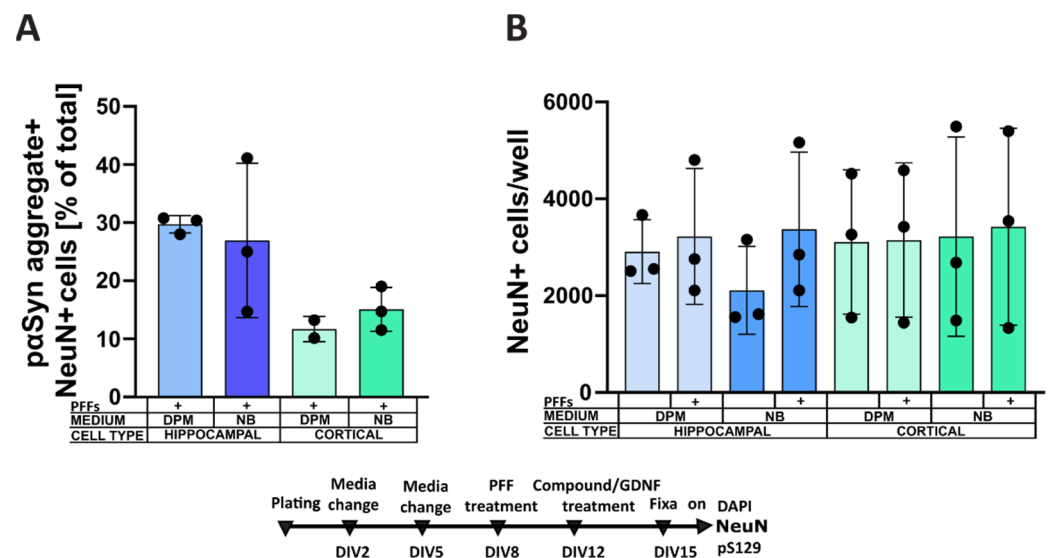 A
B
pαSyn aggregate+
NeuN+ cells [% of total]
50
40
30
20
10
0
PFFs + + + +
MEDIUM DPM NB DPM NB
CELL TYPE HIPPOCAMPAL CORTICAL
NeuN+ cells/well
6000
4000
2000
0
PFFs + + + +
MEDIUM DPM NB DPM NB
CELL TYPE HIPPOCAMPAL CORTICAL
Plating
Media
change
Media
change
PFF
treatment
Compound/GDNF
treatment
Fixa on
DAPI
NeuN
pS129
DIV2 DIV5 DIV8 DIV12 DIV15